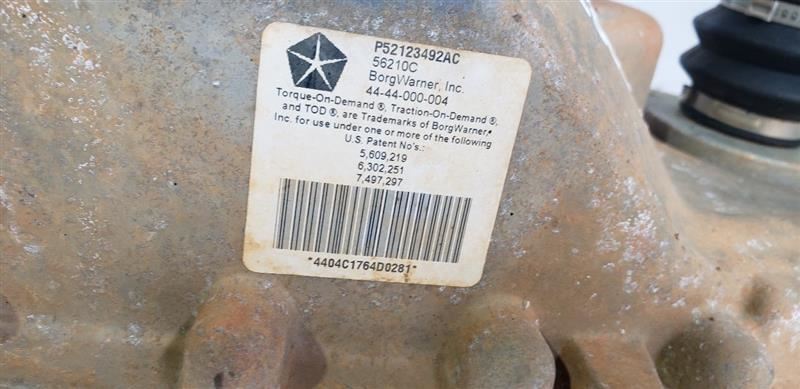 P52123492AC
56210C
BorgWarner, Inc.
44-44-000-004
Torque-On-Demand ®, Traction-On-Demand ®,
and TOD ®, are Trademarks of BorgWarner,
Inc. for use under one or more of the following
U.S. Patent No's.:
5,609,219
6,302,251
7,497,297
*4404C1764D0281*